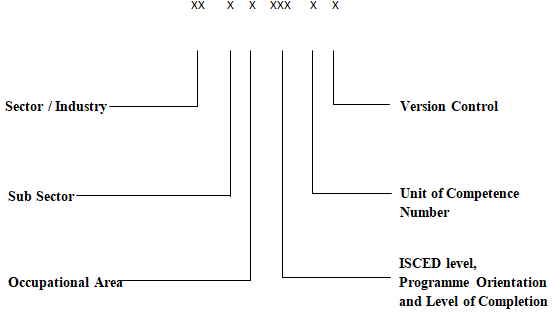 XX X X XXX X X
Sector / Industry
Version Control
Sub Sector
Unit of Competence
Number
Occupational Area
ISCED level,
Programme Orientation
and Level of Completion